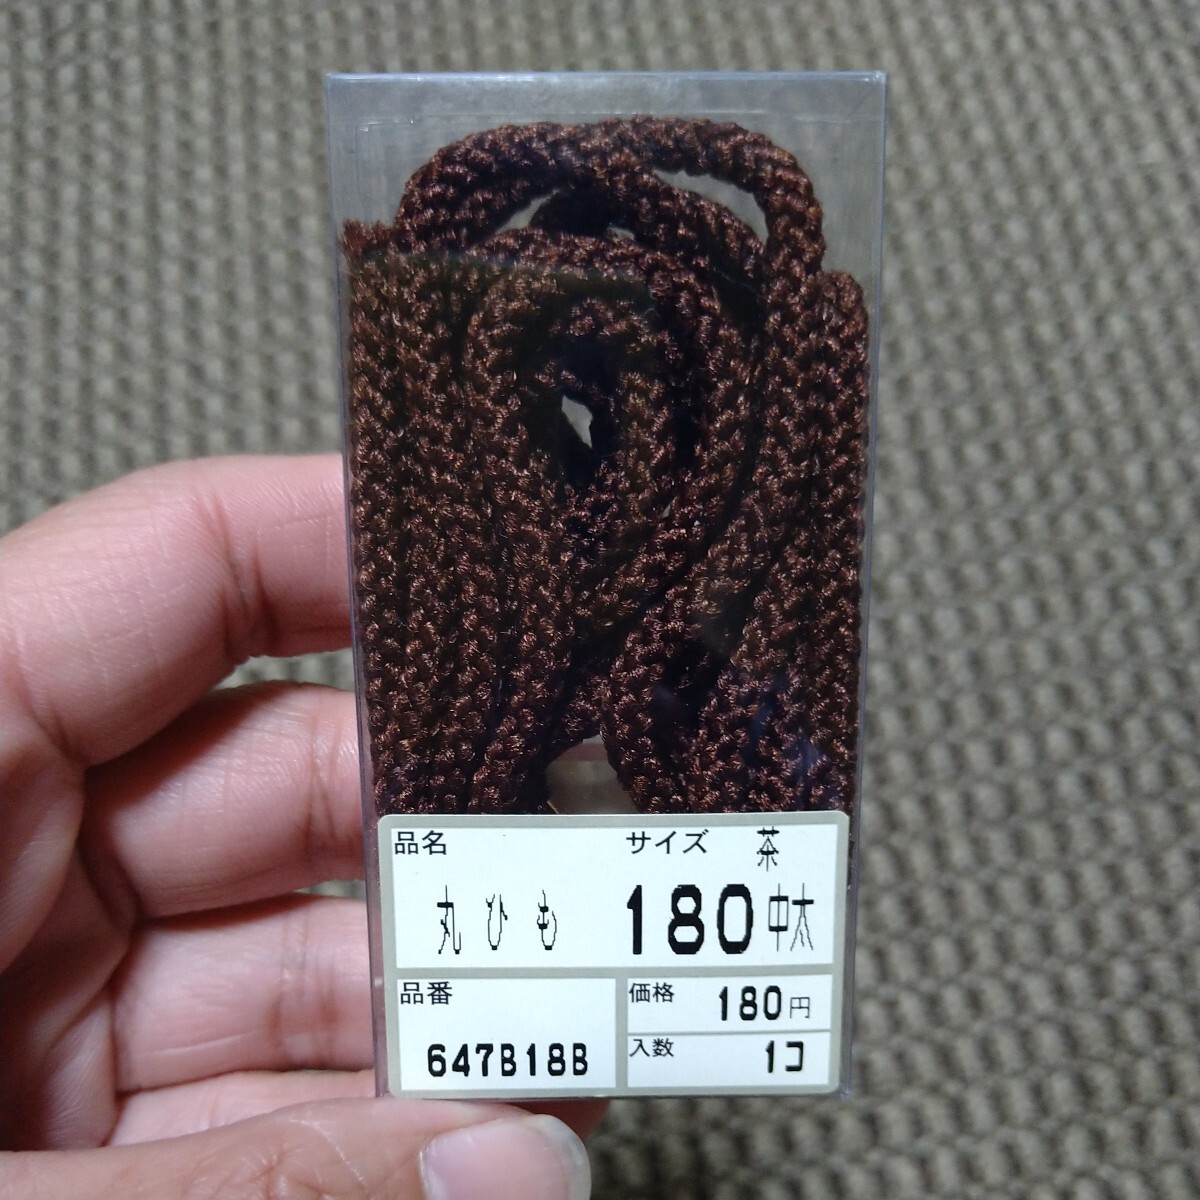 品名
丸ひも
サイズ 茶
180 中太
品番
647B18B
価格 180円
入数 1コ